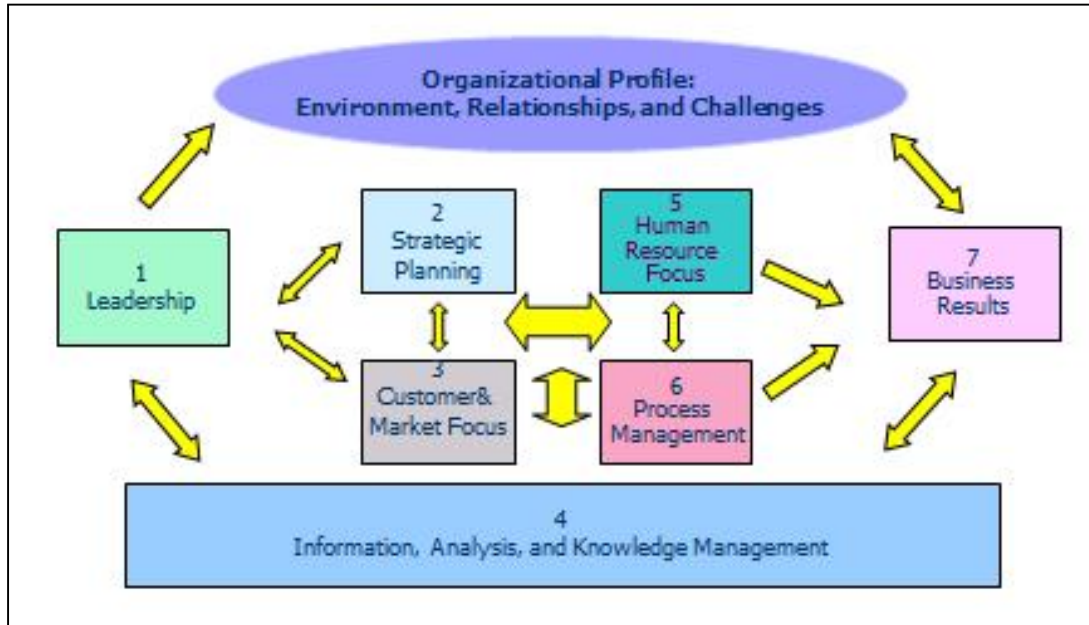 Organizational Profile:
Environment, Relationships, and Challenges
1
Leadership
2
Strategic
Planning
3
Customer&
Market Focus
5
Human
Resource
Focus
6
Process
Management
7
Business
Results
4
Information, Analysis, and Knowledge Management